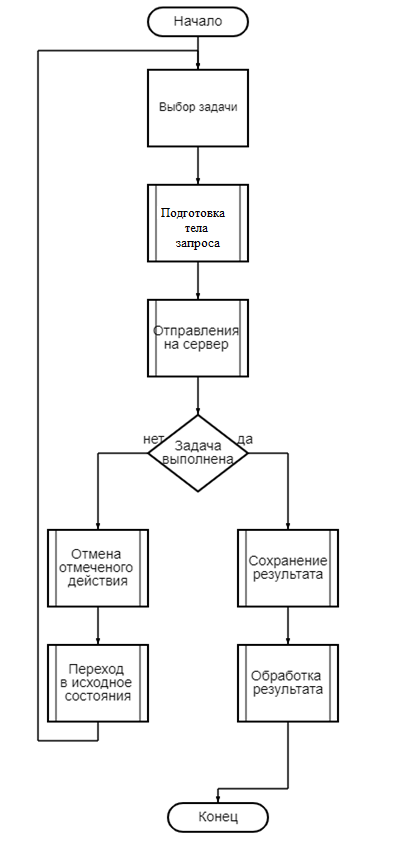 Начало
Выбор задачи
Подготовка
тела
запроса
Отправления
на сервер
нет
да
Задача
выполнена
Отмена
отмеченого
действия
Сохранение
результата
Переход
в исходное
состояния
Обработка
результата
Конец